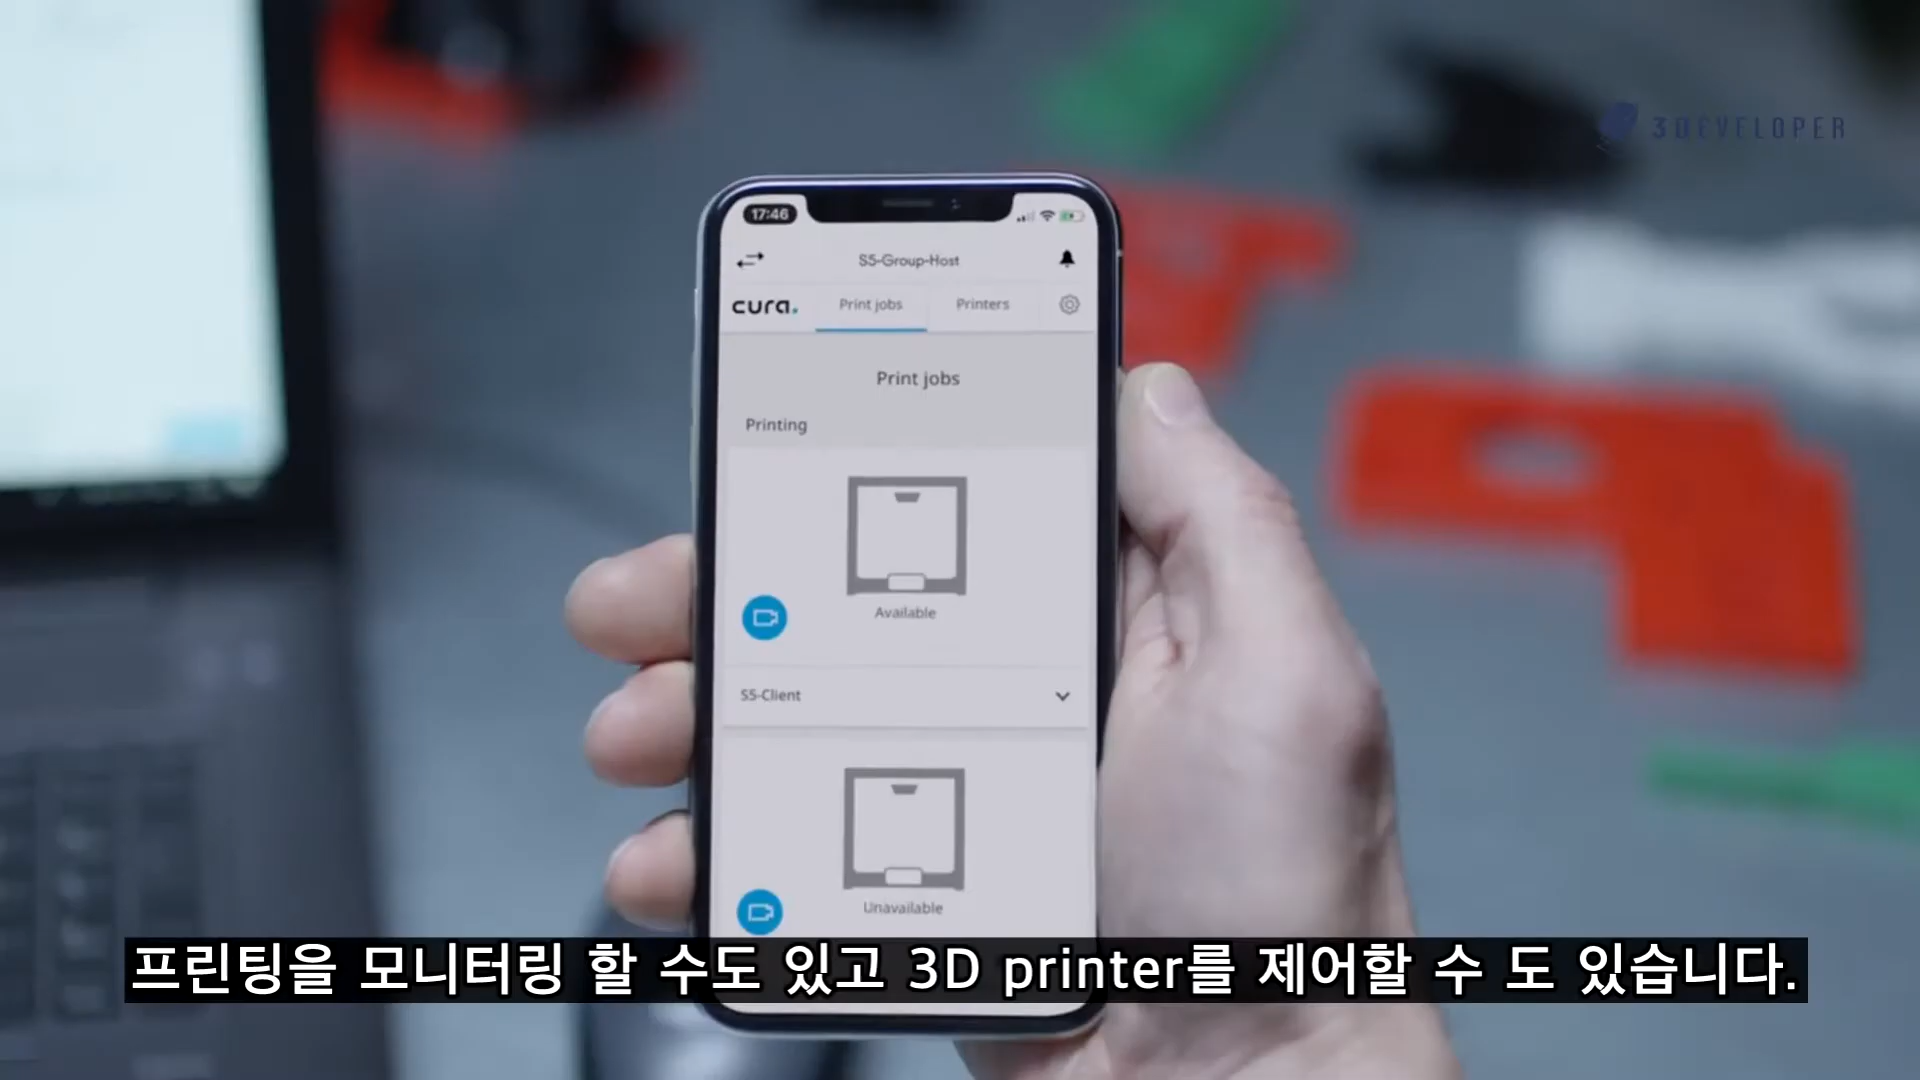 3DEVELOPER
17:46
S5-Group-Host
cura.
Print jobs
Printers
Print jobs
Printing
Available
S5-Client
Unavailable
프린팅을 모니터링 할 수도 있고 3D printer를 제어할 수 도 있습니다.